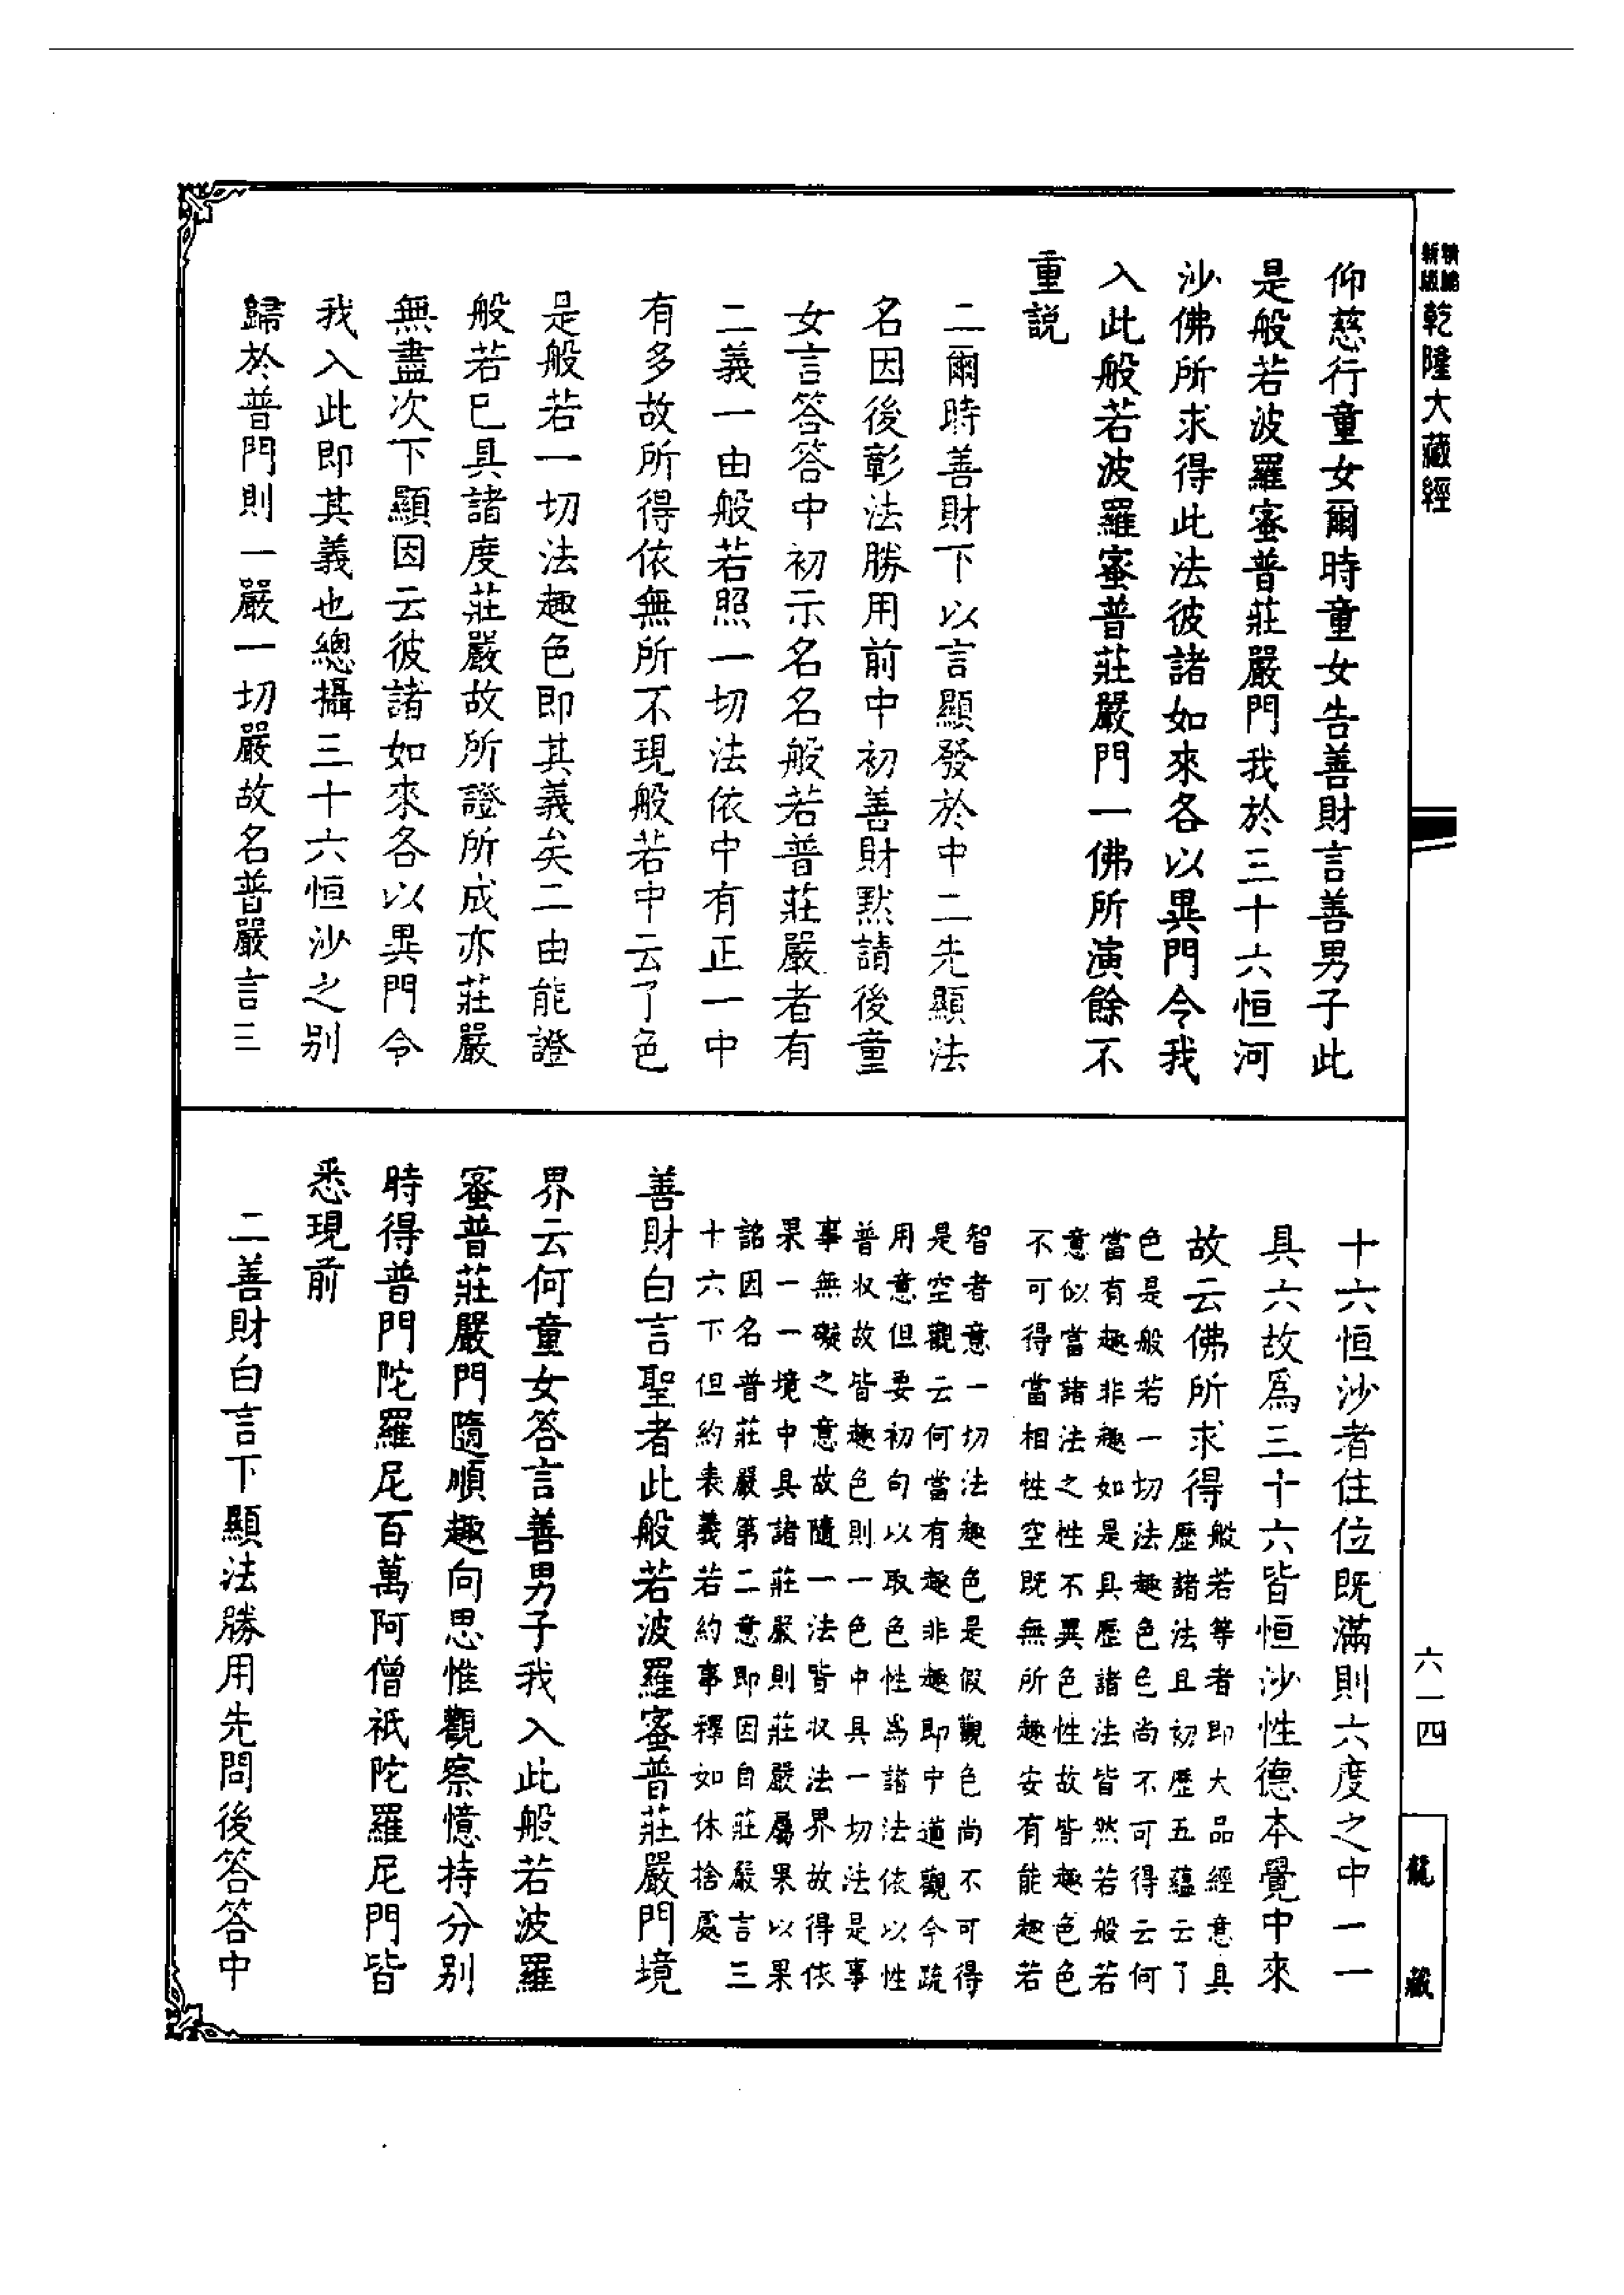 新版乾隆大藏經
仰慈行童女爾時童女告善財言善男子此
是般若波羅蜜普莊嚴門我於三十六恒河
沙佛所求得此法彼諸如來各以異門令我
入此般若波羅蜜普莊嚴門一佛所演餘不
重説
二爾時善財下以言顯發於中二先顯法
名因後彰法勝用前中初善財默請後童
女言答答中初示名名般若普莊嚴者有
二義一由般若照一切法依中有正一中
有多故所得依無所不現般若中云了色
是般若一切法趣色即其義矣二由能證
般若已具諸度莊嚴故所證所成亦莊嚴
無盡次下顯因云彼諸如來各以異門令
我入此即其義也總攝三十六恒沙之别
歸於普門則一嚴一切嚴故名普嚴言三
十六恒沙者住位既滿則六度之中一一
具六故爲三十六皆恒沙性德本覺中來
故云佛所求得般若等者即大品經意具
歷諸法且初歷五蘊云了
色是般若一切法趣色色尚不可得云何
當有趣非趣如是具歷諸法皆然若般若
意似當諸法之性不異色性故皆趣色色
不可得當相性空既無所趣安有能趣若
智者意一切法趣色是假觀色尚不可得
是空觀云何當有趣非趣即中道觀今疏
用意但要初句以取色性爲諸法依以性
普收故皆趣色則一色中具一切法是事
事無礙之意故隨一法皆收法界故得依
果一一境中具諸莊嚴則莊嚴屬果以果
詺因名普莊嚴第二意即因自莊嚴言三
十六下但約表義若約事釋如休捨處
善財白言聖者此般若波羅蜜普莊嚴門境
界云何童女答言善男子我入此般若波羅
蜜普莊嚴門隨順趣向思惟觀察憶持分别
時得普門陀羅尼百萬阿僧祇陀羅尼門皆
悉現前
二善財白言下顯法勝用先問後答答中
六一四
龍藏